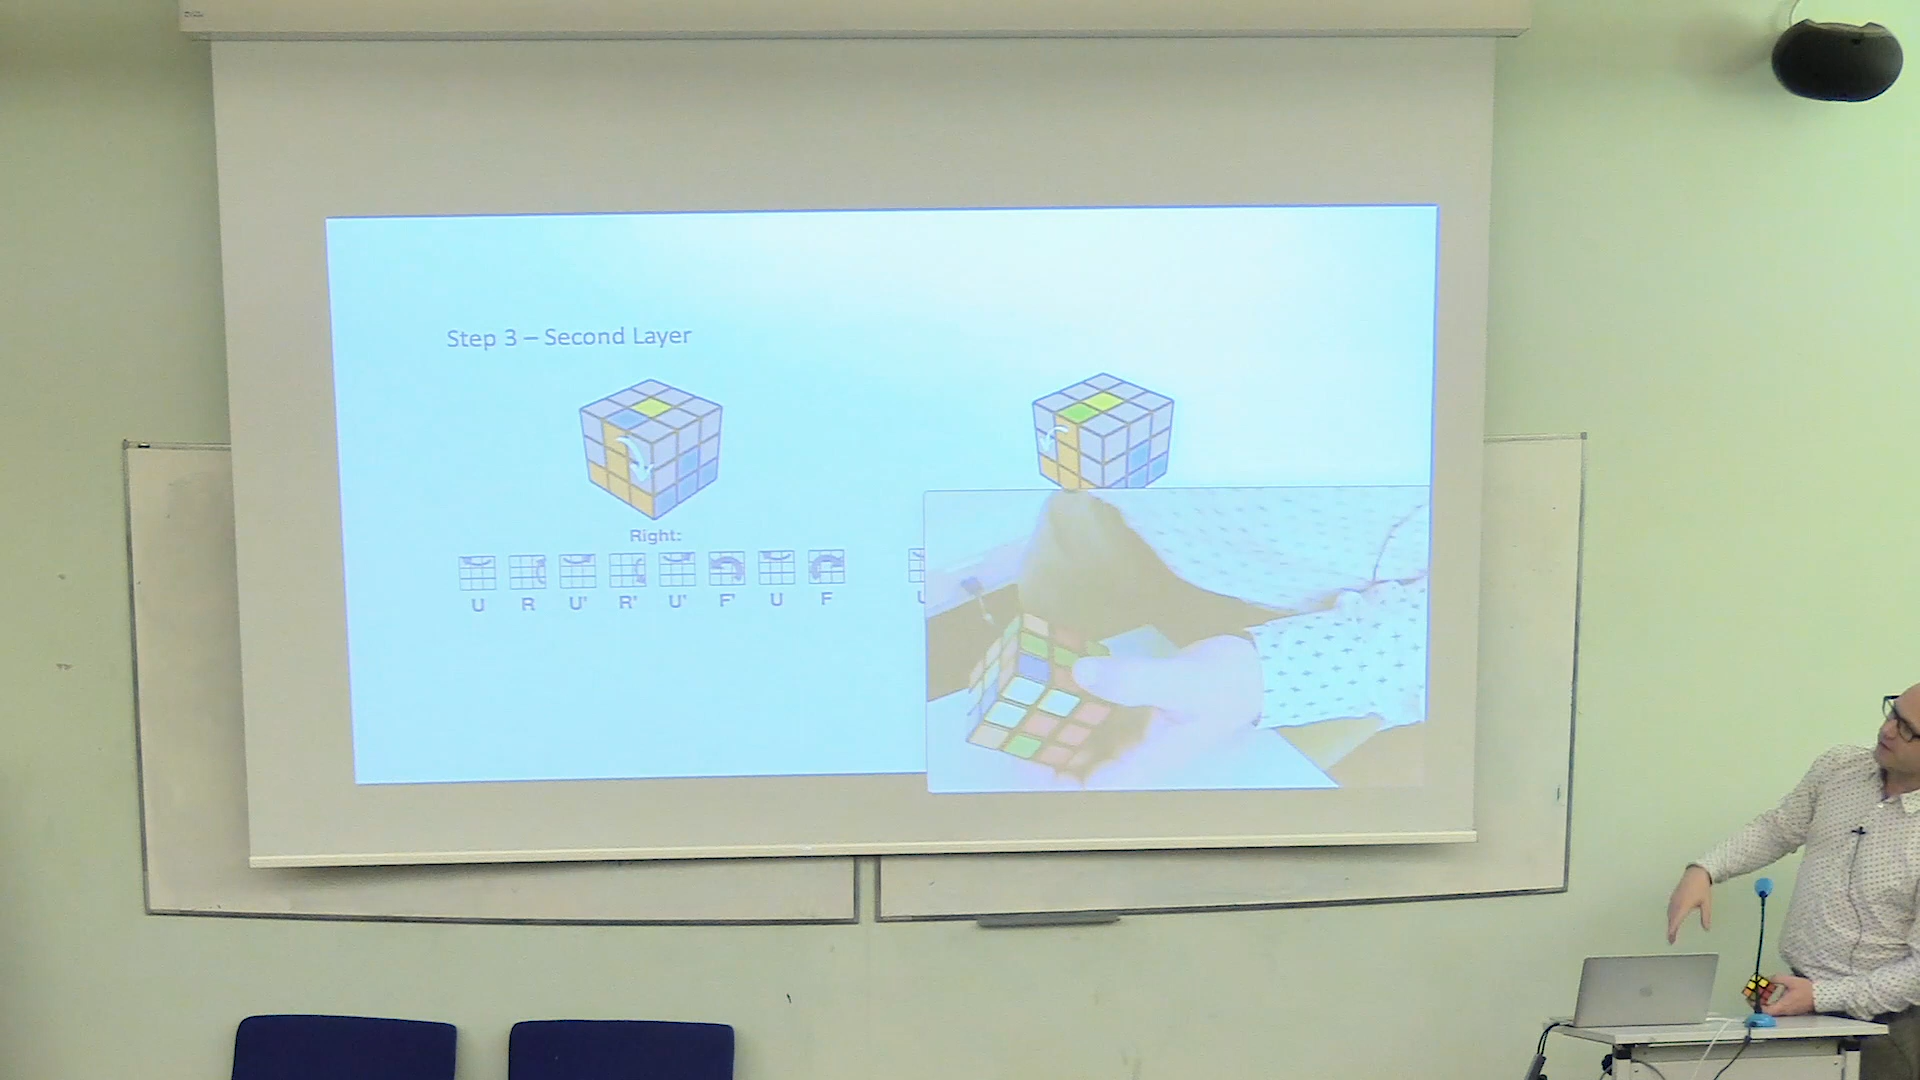 Step 3 – Second Layer
Right:
U R U' R' U' F' U F